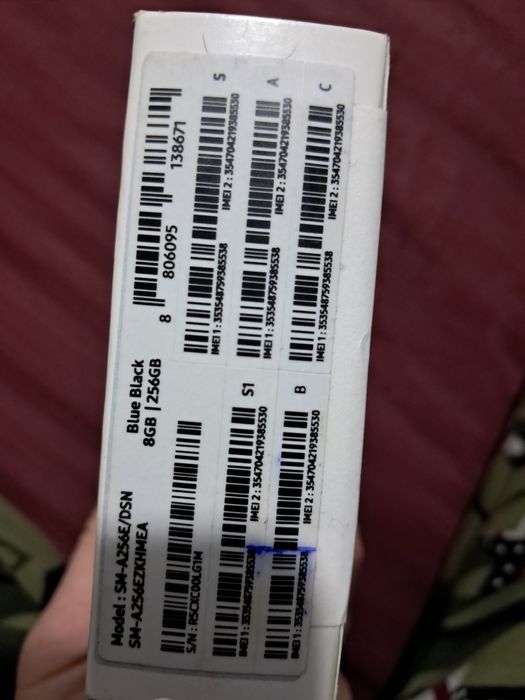 Model : SM-A256E/DSN
SM-A256EZKHMEA
Blue Black
8GB | 256GB
8 806095 138671
S/N : R5CXC00LG1M
IMEI 1 : 353548759385538
IMEI 2 : 354704219385530
S
IMEI 1 : 353548759385538
IMEI 2 : 354704219385530
S1
IMEI 1 : 353548759385538
IMEI 2 : 354704219385530
A
IMEI 1 : 353548759385538
IMEI 2 : 354704219385530
B
IMEI 1 : 353548759385538
IMEI 2 : 354704219385530
C